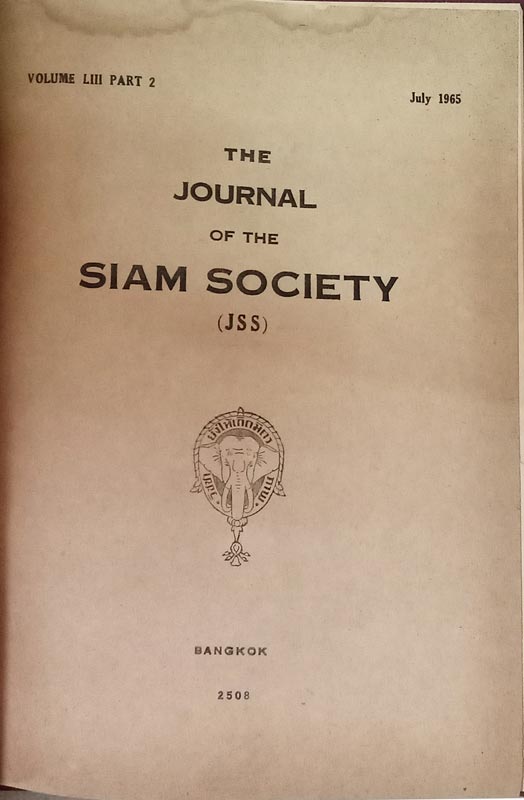 VOLUME LIII PART 2
July 1965
THE
JOURNAL
OF THE
SIAM SOCIETY
(JSS)
BANGKOK
2508